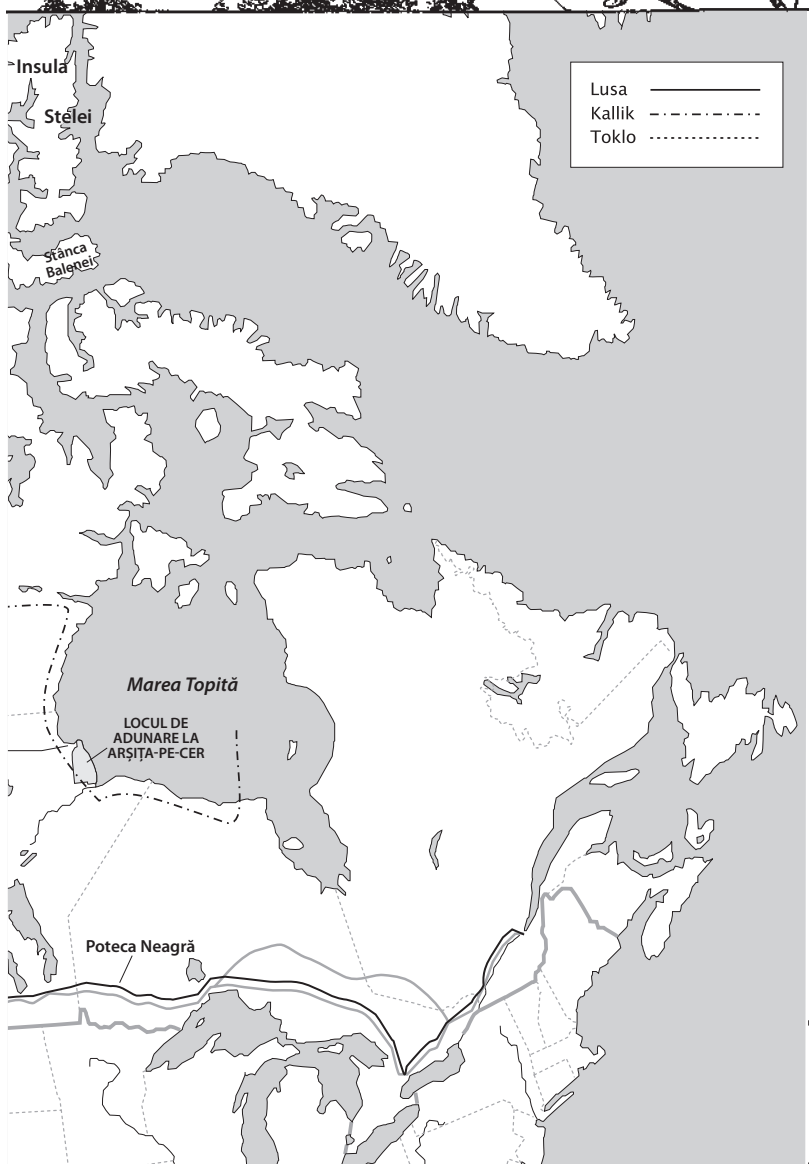 Insula
Stelei
Lusa
Kallik
Toklo
Stânca
Balenei
Marea Topită
LOCUL DE
ADUNARE LA
ARȘIȚA-PE-CER
Poteca Neagră